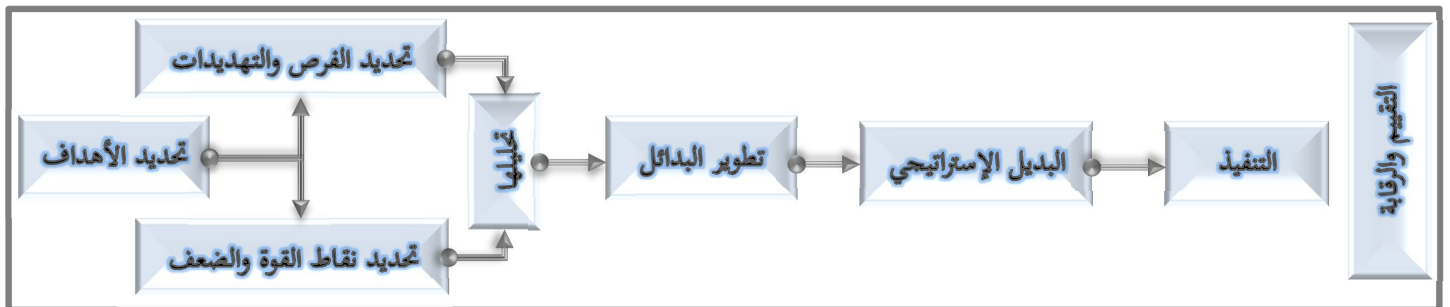 تحديد الأهداف
تحديد الفرص والتهديدات
تحديد نقاط القوة والضعف
تحليلها
تطوير البدائل
البديل الإستراتيجي
التنفيذ
التقييم والرقابة